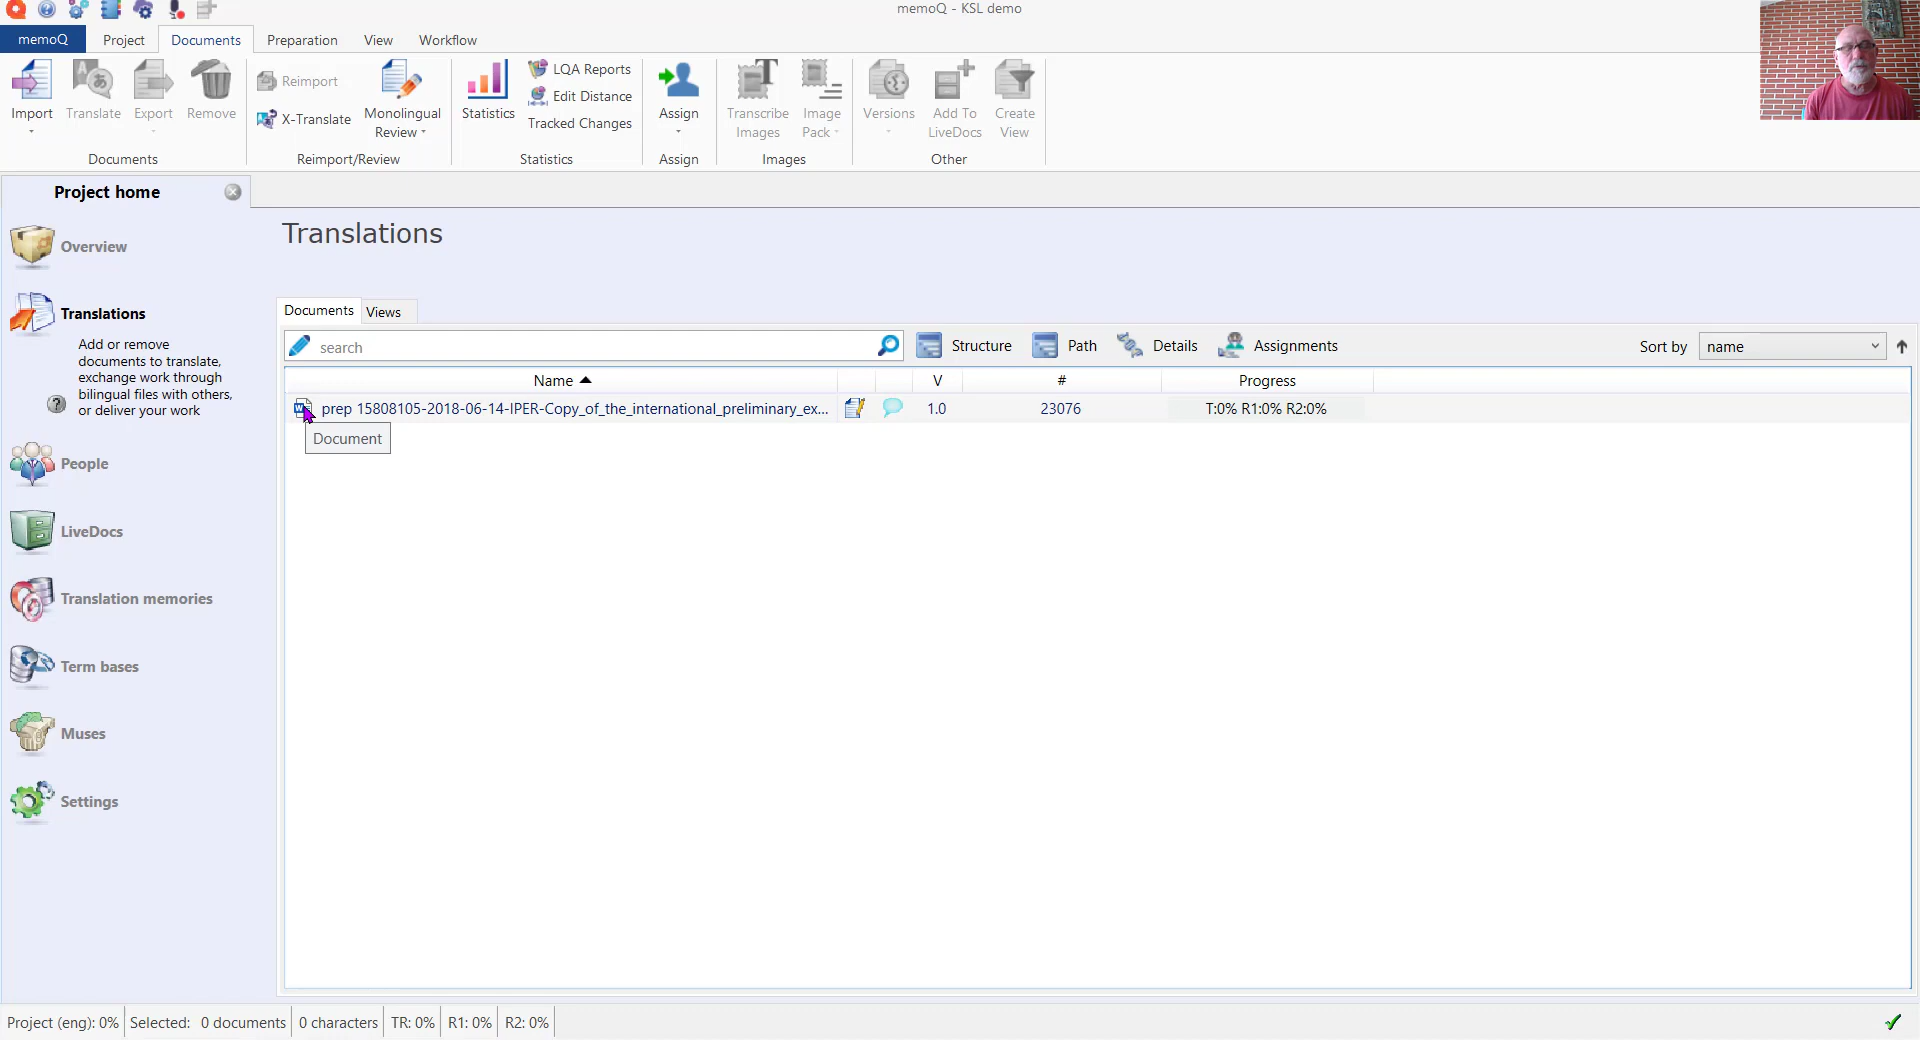 memoQ - KSL demo
memoQ Project Documents Preparation View Workflow
Import Translate Export Remove
Documents
Reimport
X-Translate
Monolingual
Review
Reimport/Review
Statistics
LQA Reports
Edit Distance
Tracked Changes
Statistics
Assign
Assign
Transcribe
Images
Image
Pack
Images
Versions
Add To
LiveDocs
Create
View
Other
Project home
Overview
Translations
Add or remove
documents to translate,
exchange work through
bilingual files with others,
or deliver your work
People
LiveDocs
Translation memories
Term bases
Muses
Settings
Translations
Documents Views
search Structure Path Details Assignments Sort by name
Name V # Progress
prep 15808105-2018-06-14-IPER-Copy_of_the_international_preliminary_ex... 1.0 23076 T:0% R1:0% R2:0%
Document
Project (eng): 0% Selected: 0 documents 0 characters TR: 0% R1: 0% R2: 0%